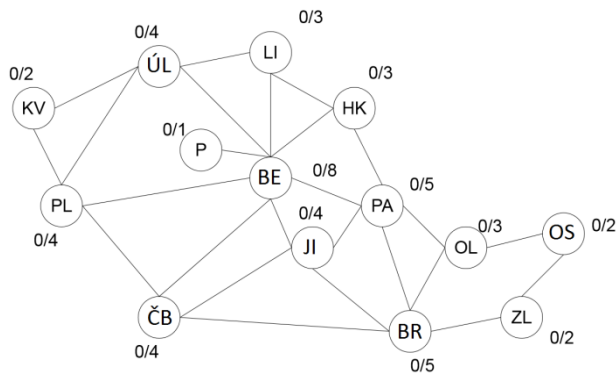 0/4
0/3
ÚL
LI
0/2
0/3
KV
HK
0/1
P
BE
0/8
0/5
PL
PA
0/4
0/4
0/3
0/2
JI
OL
OS
ČB
BR
ZL
0/4
0/5
0/2